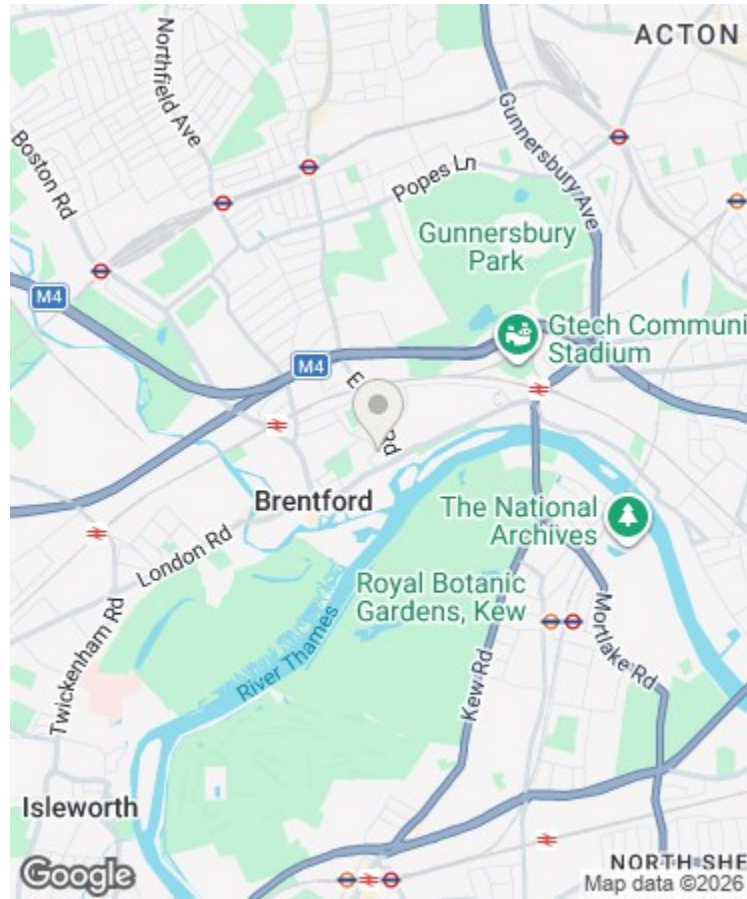 ACTON
Northfield Ave
Boston Rd
Popes Ln
Gunnersbury Ave
Gunnersbury
Park
M4
Gtech Communi
Stadium
M4
E
Rd
Brentford
The National
Archives
London Rd
Royal Botanic
Gardens, Kew
Mortlake Rd
Twickenham Rd
River Thames
Kew Rd
Isleworth
NORTH SHE
Google
Map data ©2026